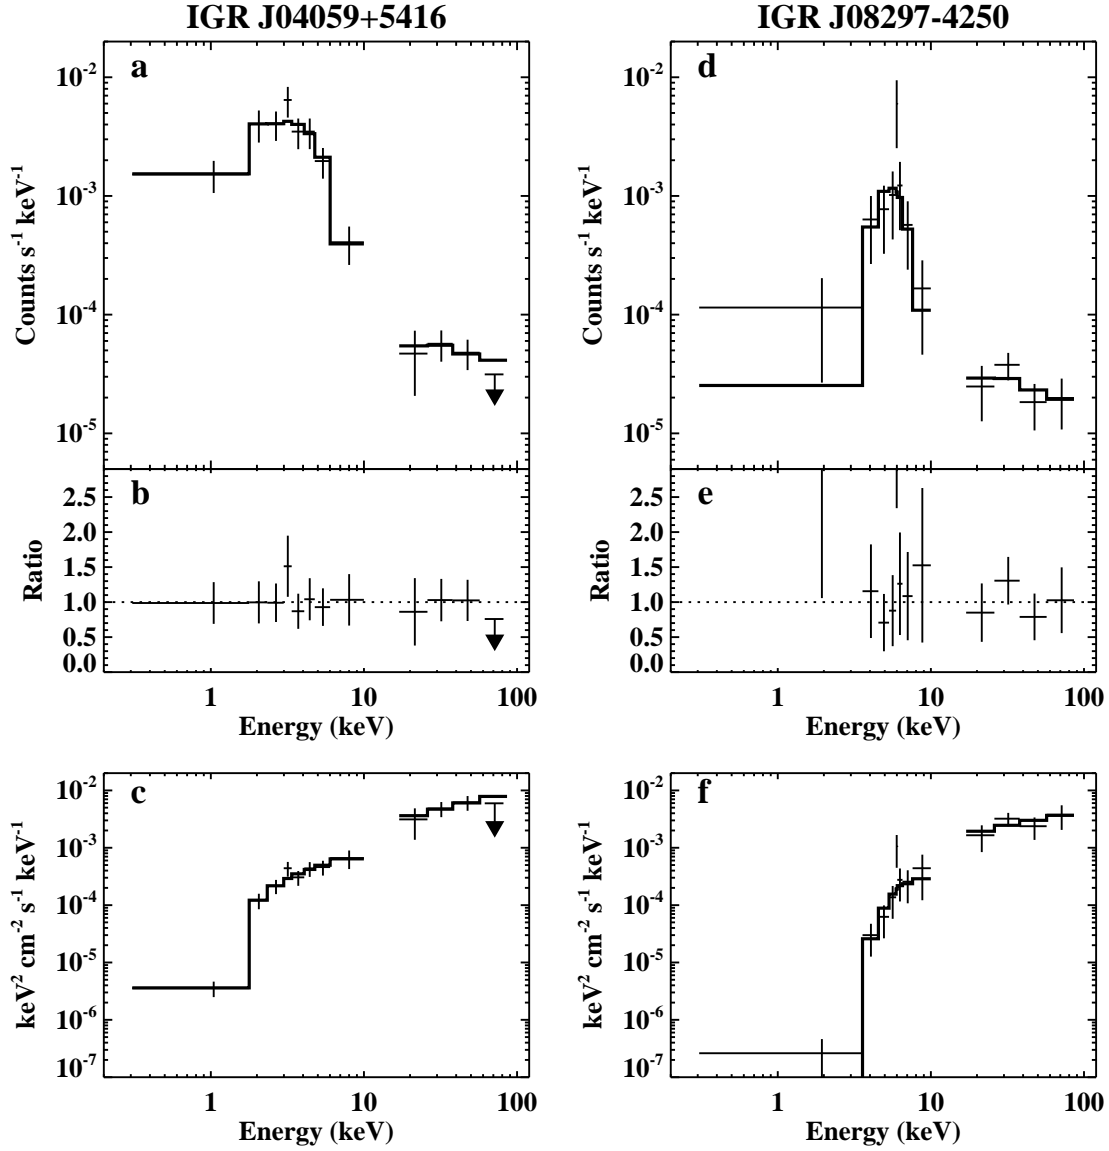 IGR J04059+5416
a
10^-2
10^-3
10^-4
10^-5
Counts s^-1 keV^-1
b
2.5
2.0
1.5
1.0
0.5
0.0
Ratio
1 10 100
Energy (keV)
c
10^-2
10^-3
10^-4
10^-5
10^-6
10^-7
keV^2 cm^-2 s^-1 keV^-1
1 10 100
Energy (keV)
IGR J08297-4250
d
10^-2
10^-3
10^-4
10^-5
Counts s^-1 keV^-1
e
2.5
2.0
1.5
1.0
0.5
0.0
Ratio
1 10 100
Energy (keV)
f
10^-2
10^-3
10^-4
10^-5
10^-6
10^-7
keV^2 cm^-2 s^-1 keV^-1
1 10 100
Energy (keV)